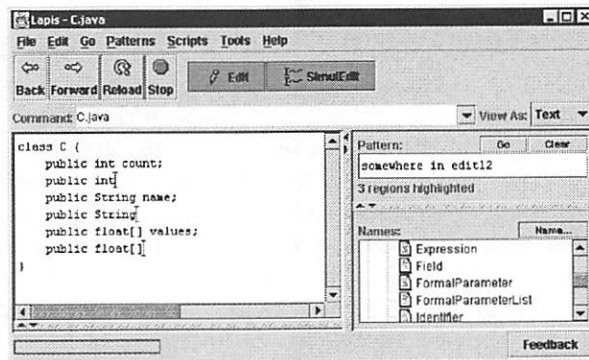 Lapis - C.java
File Edit Go Patterns Scripts Tools Help
Back Forward Reload Stop Edit SimulEdit
Command: C.java View As: Text
class C {
public int count;
public int
public String name;
public String
public float[] values;
public float[]
}
Pattern: Go Clear
somewhere in edit12
3 regions highlighted
Names: Name...
Expression
Field
FormalParameter
FormalParameterList
Identifier
Feedback